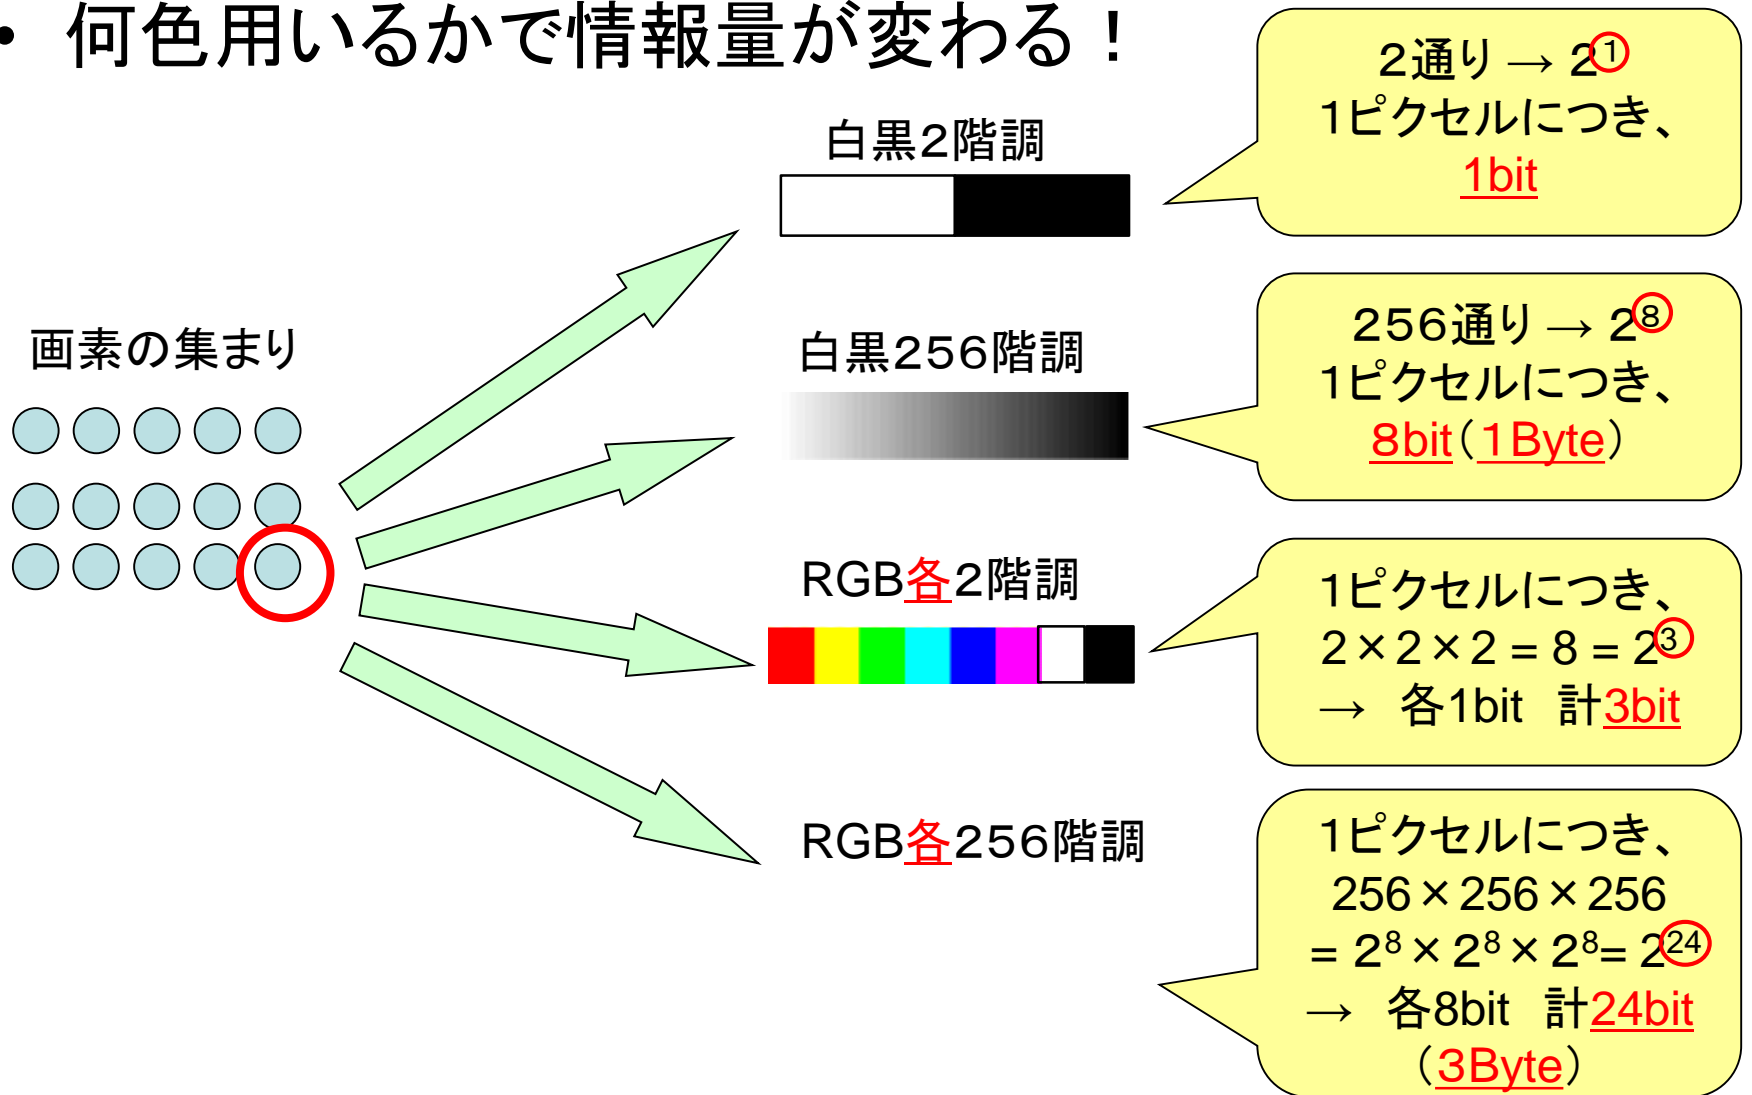 • 何色用いるかで情報量が変わる！
画素の集まり
白黒２階調
２通り → ２¹
１ピクセルにつき、
1bit
白黒２５６階調
２５６通り → ２⁸
１ピクセルにつき、
8bit（１Byte）
RGB各２階調
１ピクセルにつき、
２×２×２ = 8 = ２³
→　各1bit　計3bit
RGB各２５６階調
１ピクセルにつき、
256×256×256
= ２⁸×２⁸×２⁸= ２²⁴
→　各8bit　計24bit
（３Byte）